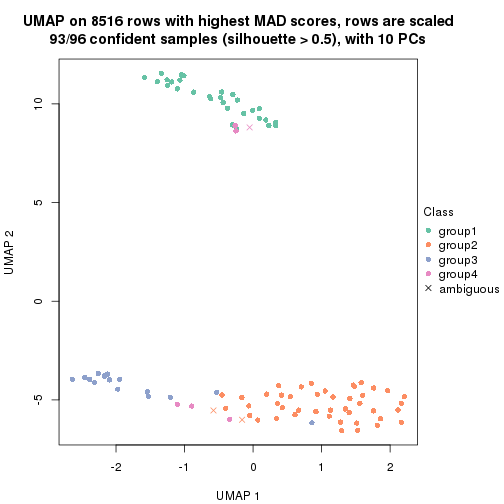 UMAP on 8516 rows with highest MAD scores, rows are scaled
93/96 confident samples (silhouette > 0.5), with 10 PCs
10
5
0
-5
UMAP 2
-2
-1
0
1
2
UMAP 1
Class
group1
group2
group3
group4
ambiguous